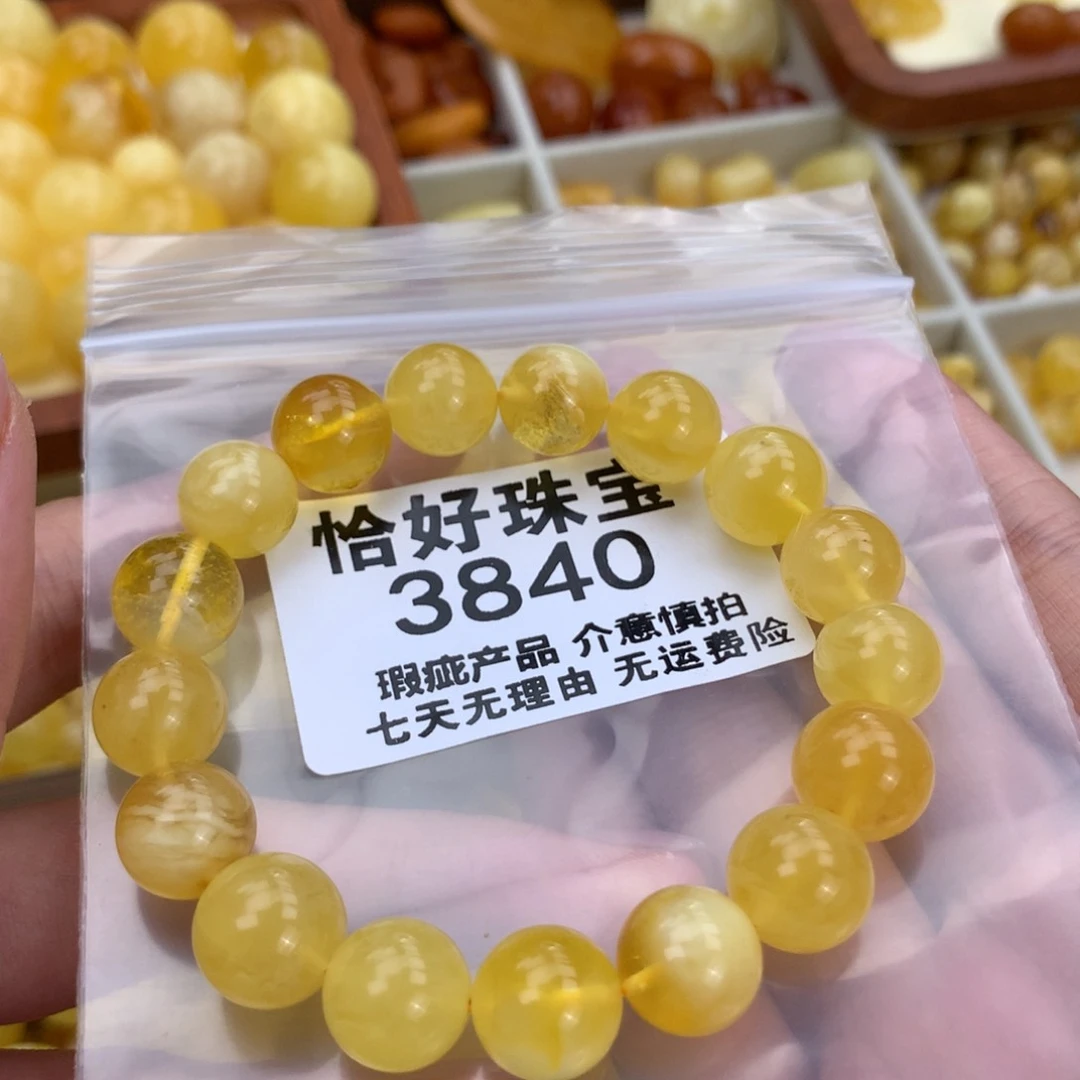 恰好珠宝
3840
瑕疵产品 介意慎拍
七天无理由 无运费险